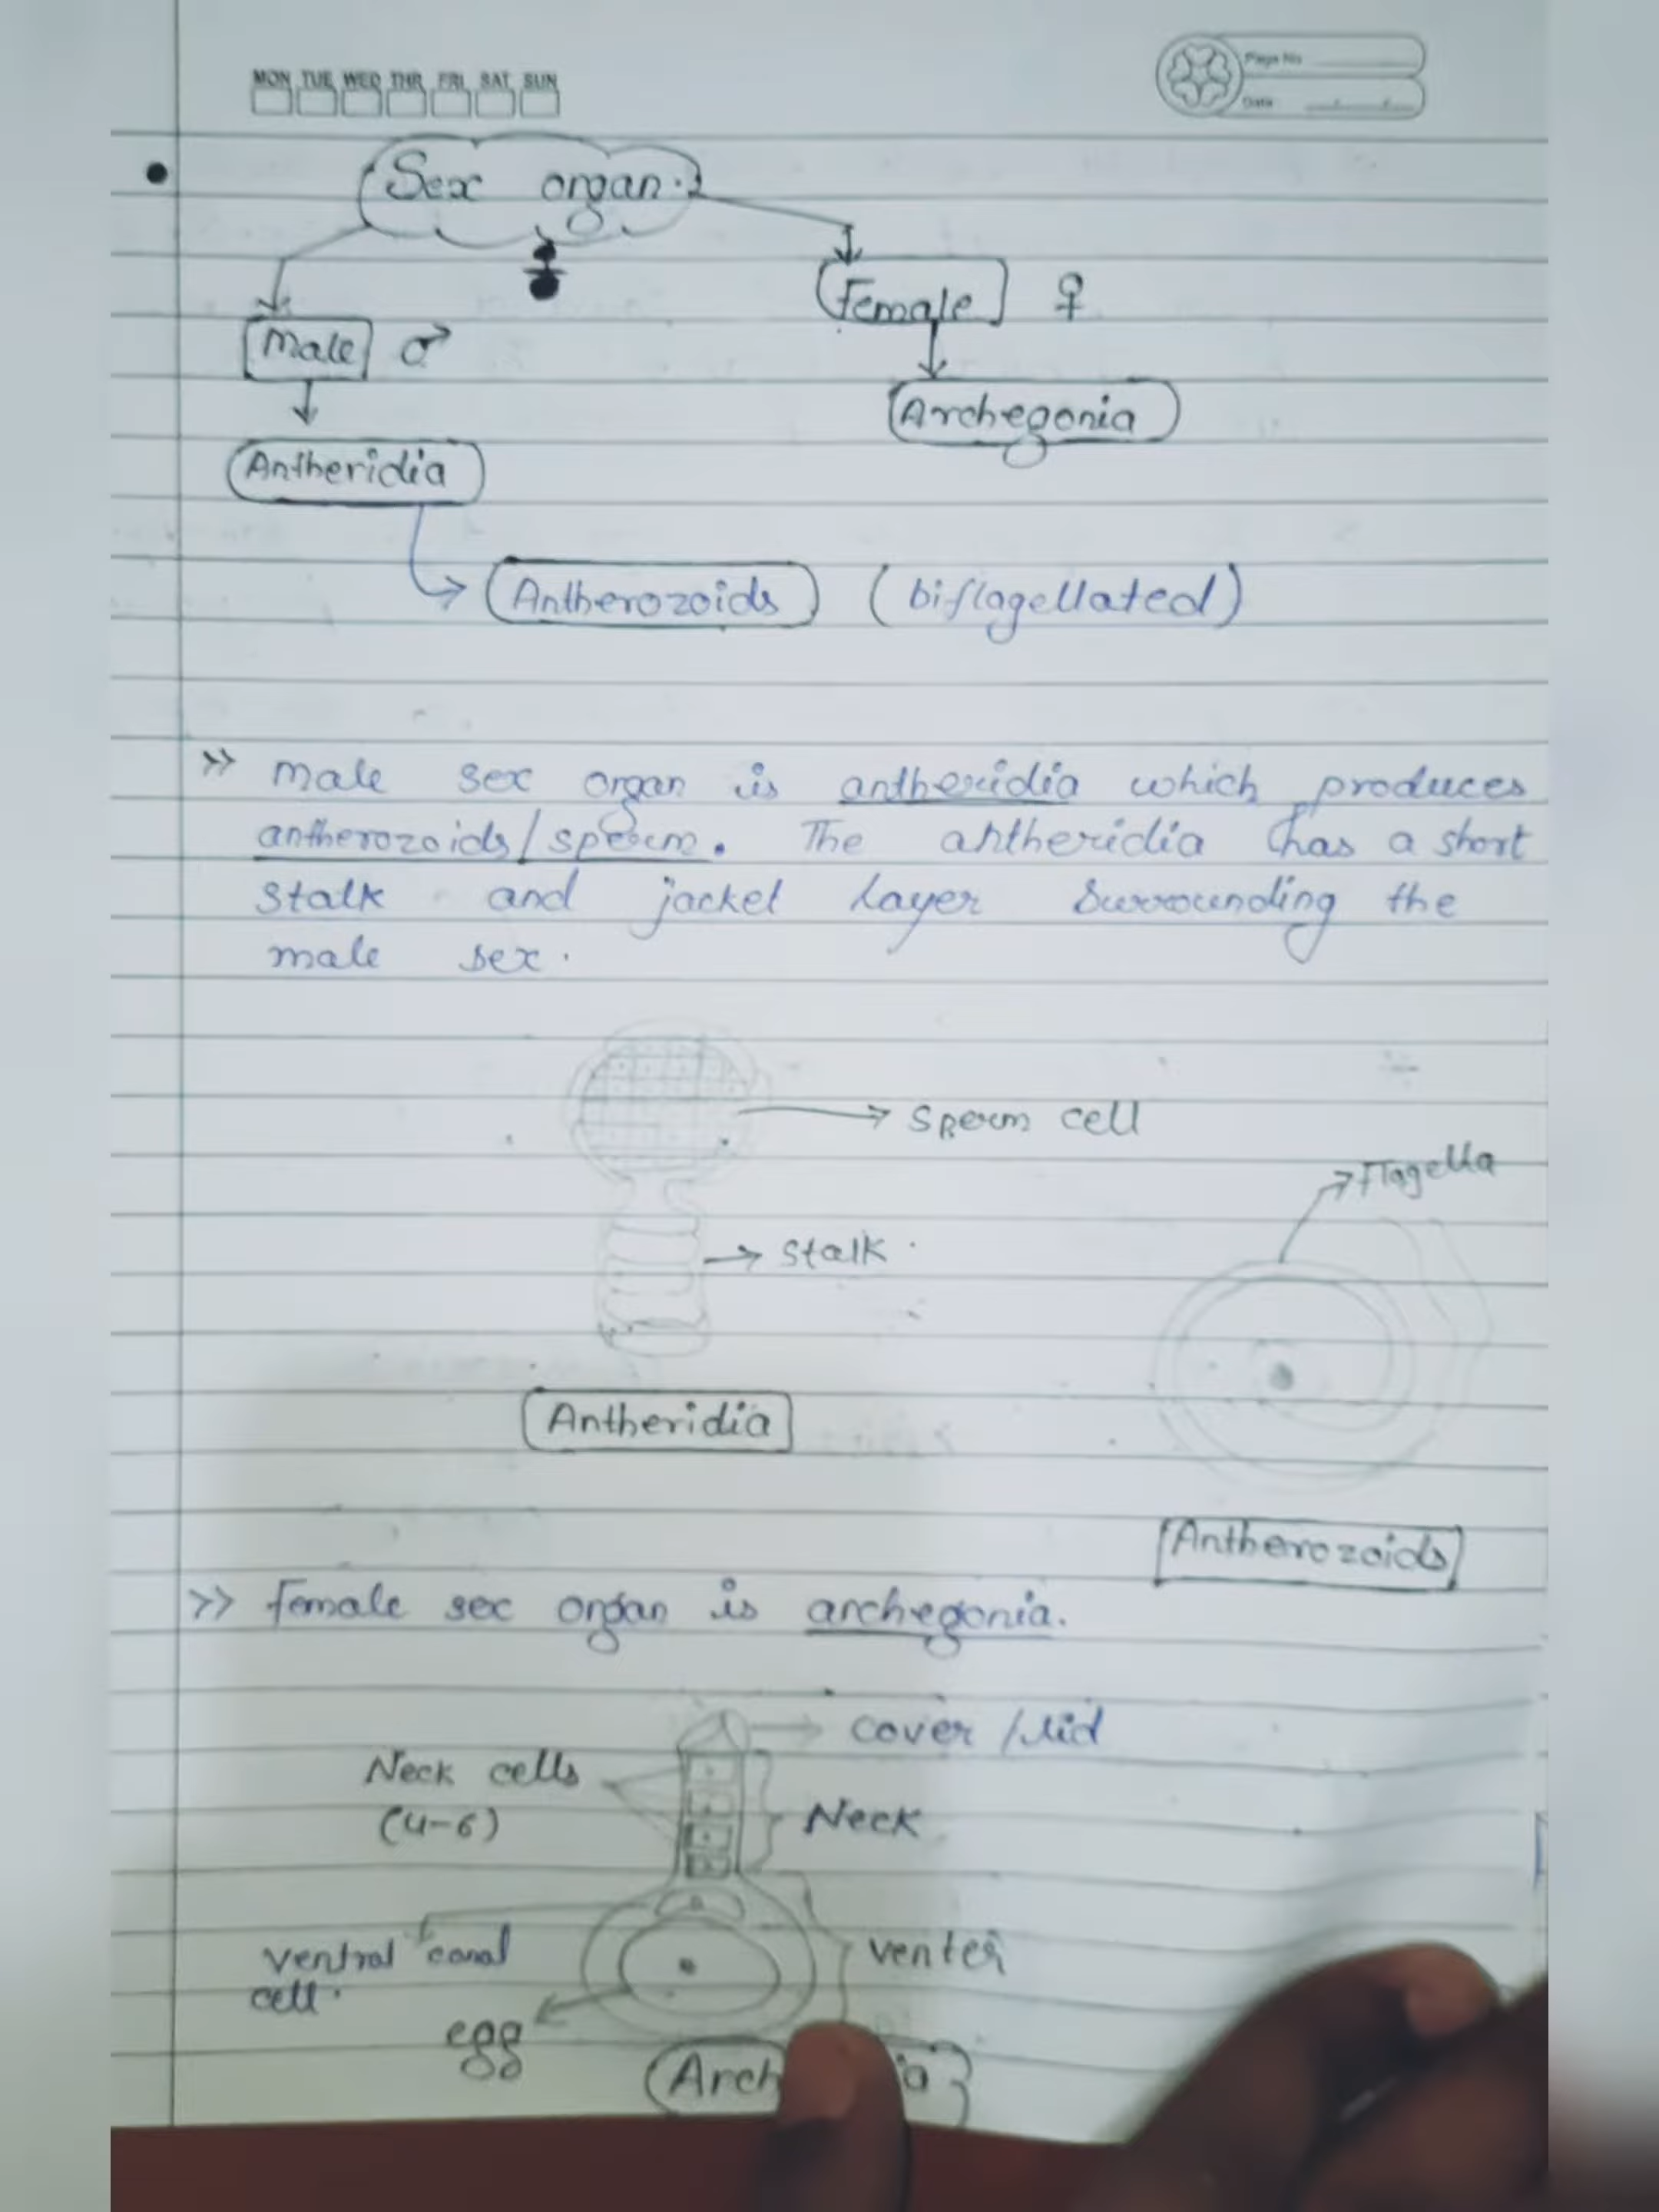 MON TUE WED THR FRI SAT SUN
Page No
Date
Sex organ.
Female ♀
Male ♂
Archegonia
Antheridia
Antherozoids (biflagellated)
>> male sex organ is antheridia which produces
antherozoids/sperm. The antheridia has a short
stalk and jacket layer surrounding the
male sex.
→ sperm cell
→ Flagella
→ stalk.
Antheridia
Antherozoids
>> female sec organ is archegonia.
→ cover /lid
Neck cells
(4-6)
Neck
ventral canal
cell.
venter
egg